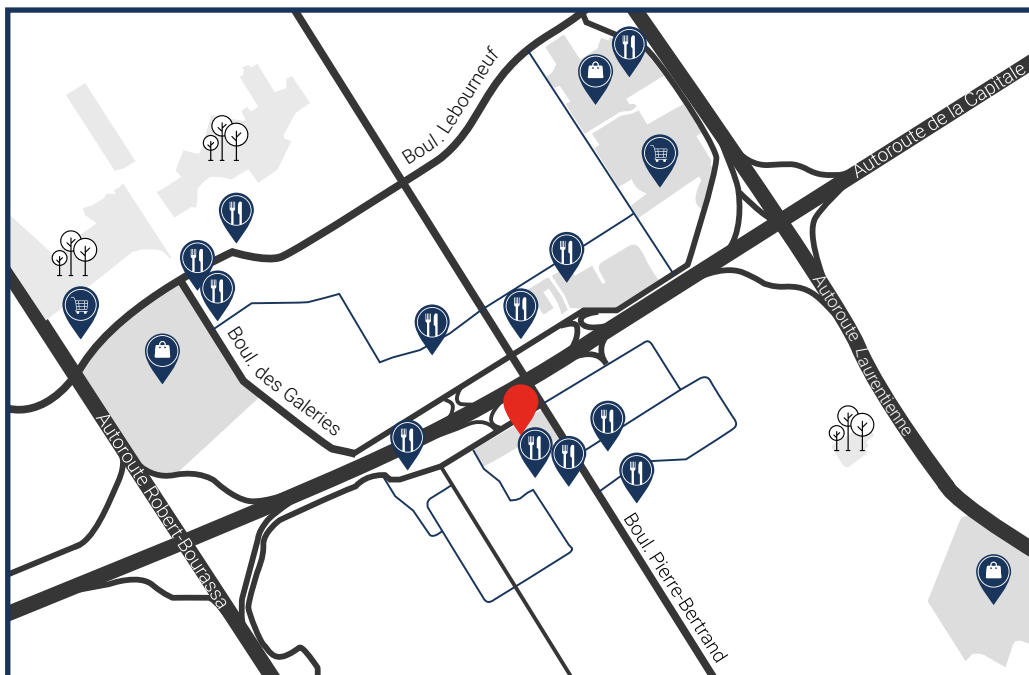 Boul. Lebourneuf
Autoroute de la Capitale
Boul. des Galeries
Autoroute Laurentienne
Autoroute Robert-Bourassa
Boul. Pierre-Bertrand